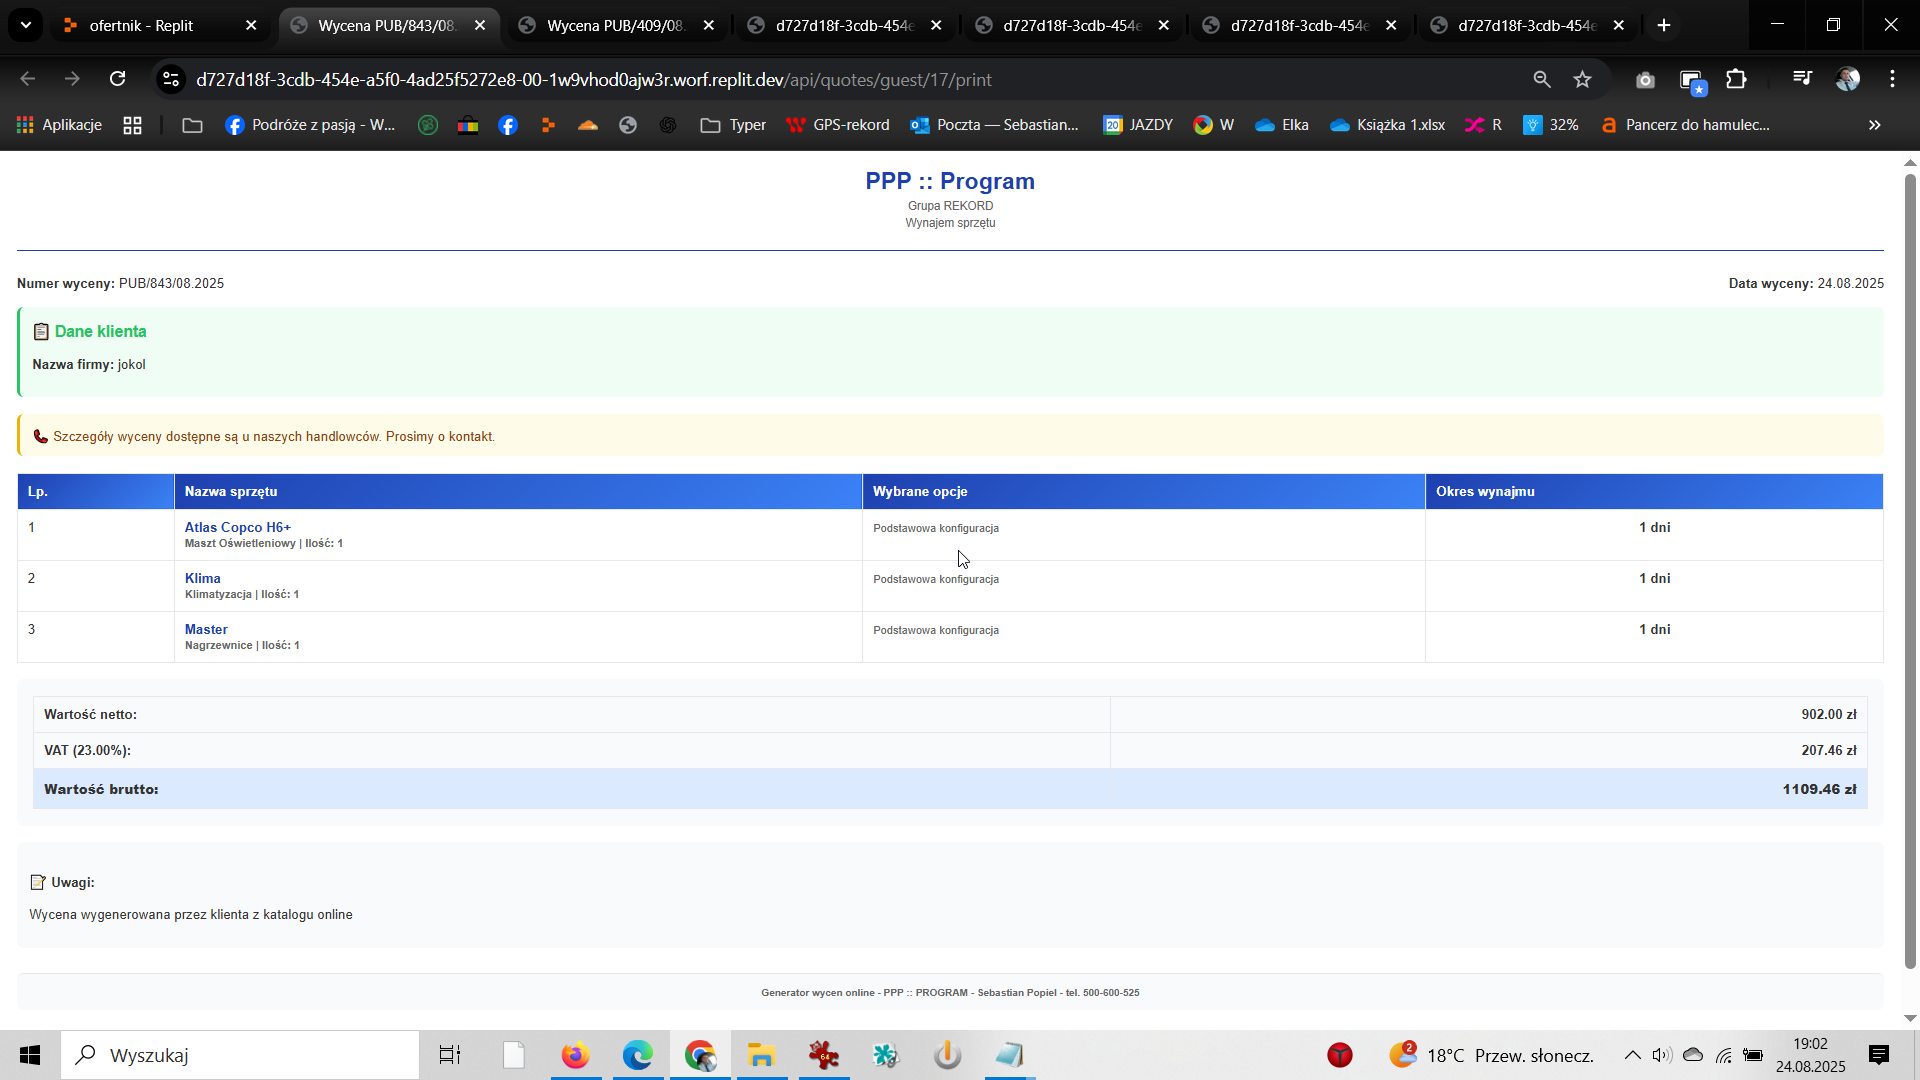 ofertnik - Replit
Wycena PUB/843/08.
Wycena PUB/409/08.
d727d18f-3cdb-454e
d727d18f-3cdb-454e
d727d18f-3cdb-454e
d727d18f-3cdb-454e
d727d18f-3cdb-454e-a5f0-4ad25f5272e8-00-1w9vhod0ajw3r.worf.replit.dev/api/quotes/guest/17/print
Aplikacje
Podróże z pasją - W...
Typer
GPS-rekord
Poczta — Sebastian...
20 JAZDY
W
Elka
Książka 1.xlsx
R
32%
Pancerz do hamulec...
PPP :: Program
Grupa REKORD
Wynajem sprzętu
Numer wyceny: PUB/843/08.2025
Data wyceny: 24.08.2025
Dane klienta
Nazwa firmy: jokol
Szczegóły wyceny dostępne są u naszych handlowców. Prosimy o kontakt.
Lp. Nazwa sprzętu Wybrane opcje Okres wynajmu
1 Atlas Copco H6+ Podstawowa konfiguracja 1 dni
Maszt Oświetleniowy | Ilość: 1
2 Klima Podstawowa konfiguracja 1 dni
Klimatyzacja | Ilość: 1
3 Master Podstawowa konfiguracja 1 dni
Nagrzewnice | Ilość: 1
Wartość netto: 902.00 zł
VAT (23.00%): 207.46 zł
Wartość brutto: 1109.46 zł
Uwagi:
Wycena wygenerowana przez klienta z katalogu online
Generator wycen online - PPP :: PROGRAM - Sebastian Popiel - tel. 500-600-525
Wyszukaj
64
2
18°C Przew. słonecz.
19:02
24.08.2025